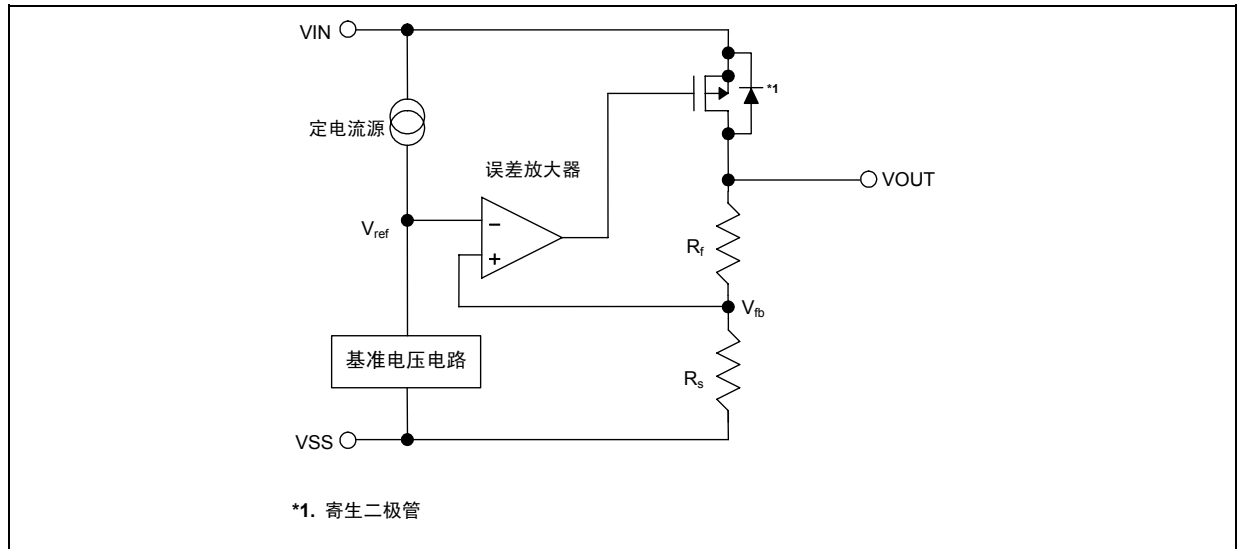 VIN
*1
定电流源
误差放大器
VOUT
Vref
−
+
Rf
Vfb
基准电压电路
Rs
VSS
*1. 寄生二极管